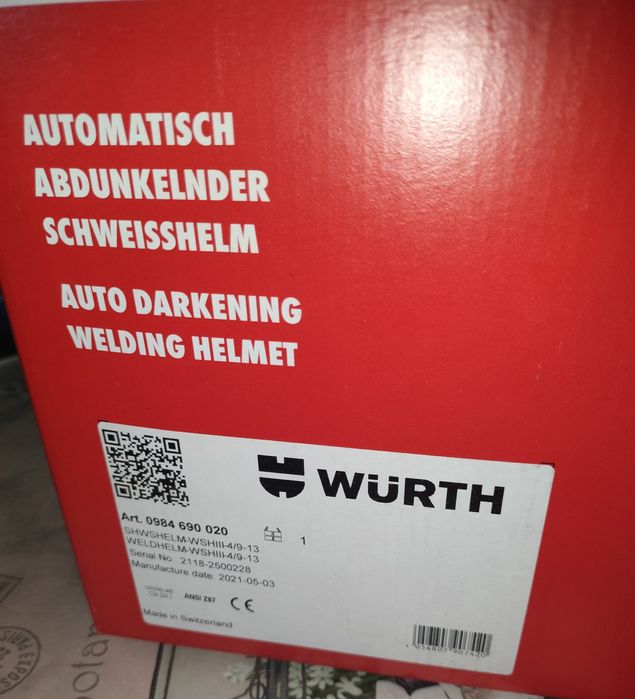 AUTOMATISCH
ABDUNKELNDER
SCHWEISSHELM
AUTO DARKENING
WELDING HELMET
WÜRTH
Art. 0984 690 020
SHWSHELM-WSHIII-4/9-13
WELDHELM-WSHIII-4/9-13
1
Serial No.: 2118-2500228
Manufacture date: 2021-05-03
ANSI Z87
CE
Made in Switzerland